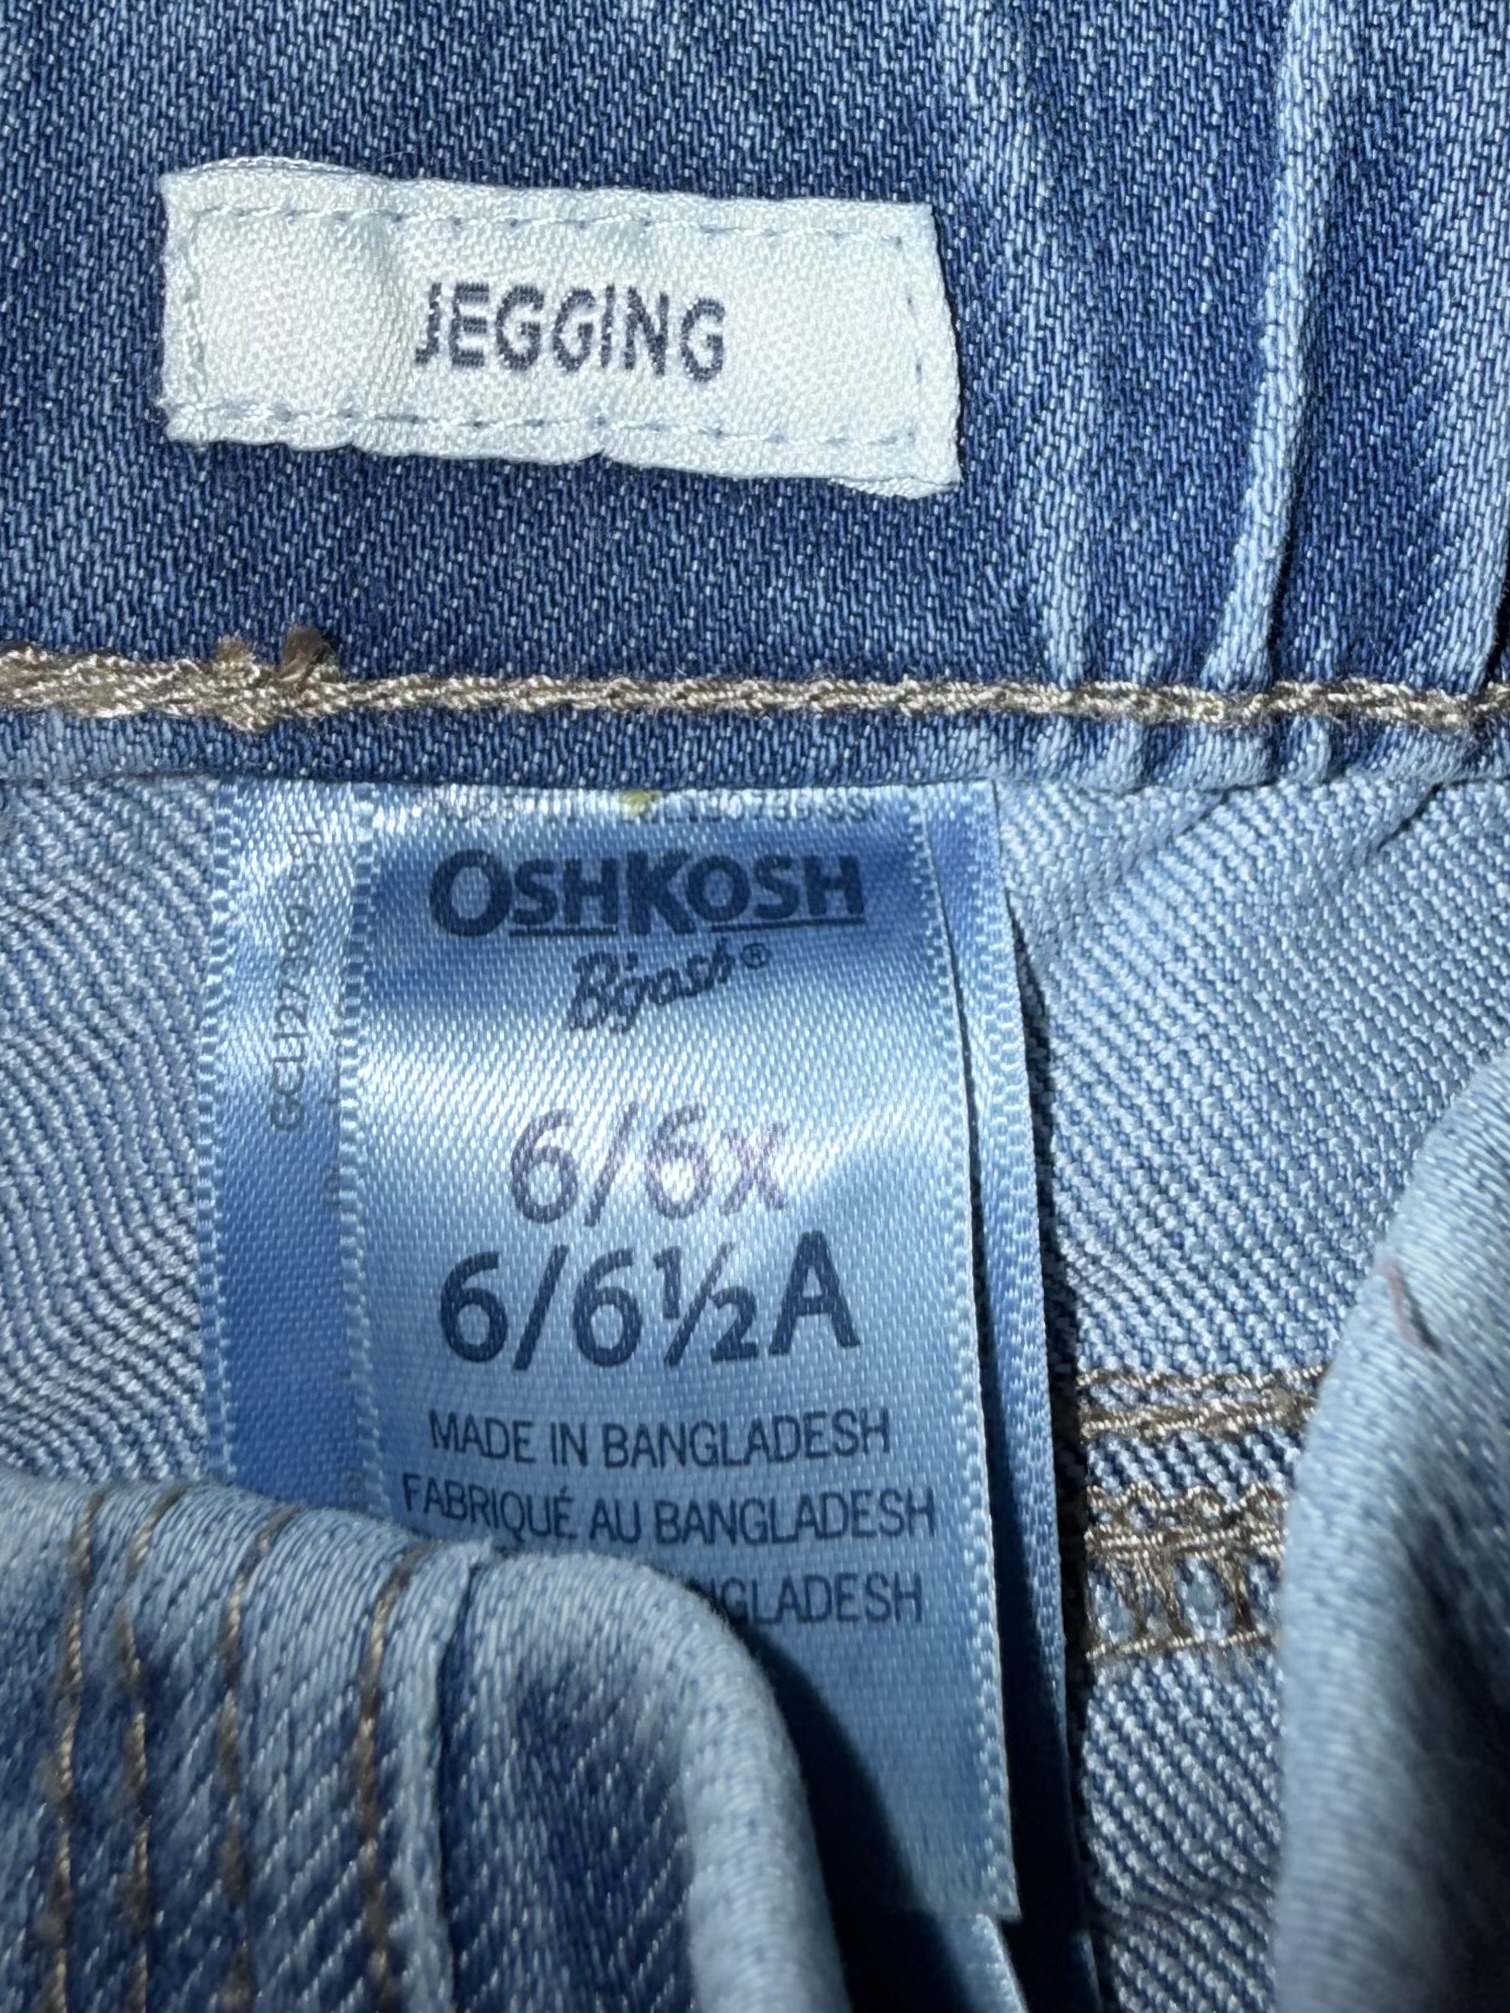 JEGGING
OSHKOSH
B'gosh®
6/6x
6/6½A
MADE IN BANGLADESH
FABRIQUÉ AU BANGLADESH